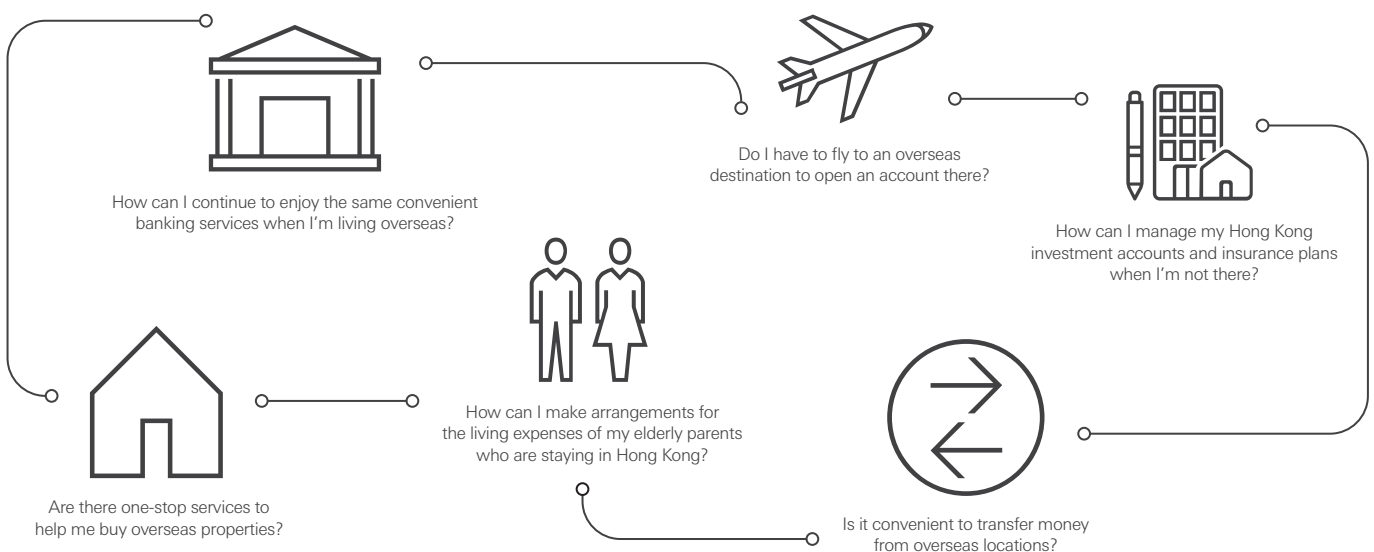 How can I continue to enjoy the same convenient
banking services when I'm living overseas?
Do I have to fly to an overseas
destination to open an account there?
How can I manage my Hong Kong
investment accounts and insurance plans
when I'm not there?
Are there one-stop services to
help me buy overseas properties?
How can I make arrangements for
the living expenses of my elderly parents
who are staying in Hong Kong?
Is it convenient to transfer money
from overseas locations?